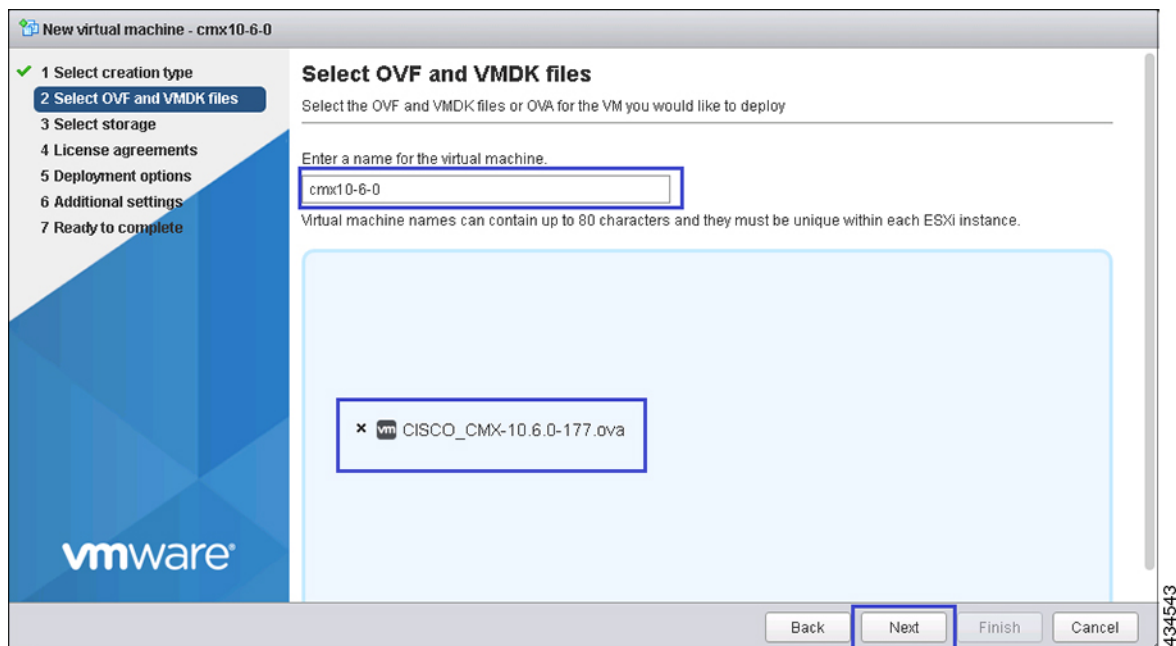 New virtual machine - cmx10-6-0
1 Select creation type
2 Select OVF and VMDK files
3 Select storage
4 License agreements
5 Deployment options
6 Additional settings
7 Ready to complete
vmware®
Select OVF and VMDK files
Select the OVF and VMDK files or OVA for the VM you would like to deploy
Enter a name for the virtual machine.
cmx10-6-0
Virtual machine names can contain up to 80 characters and they must be unique within each ESXi instance.
× vm CISCO_CMX-10.6.0-177.ova
Back Next Finish Cancel
434543